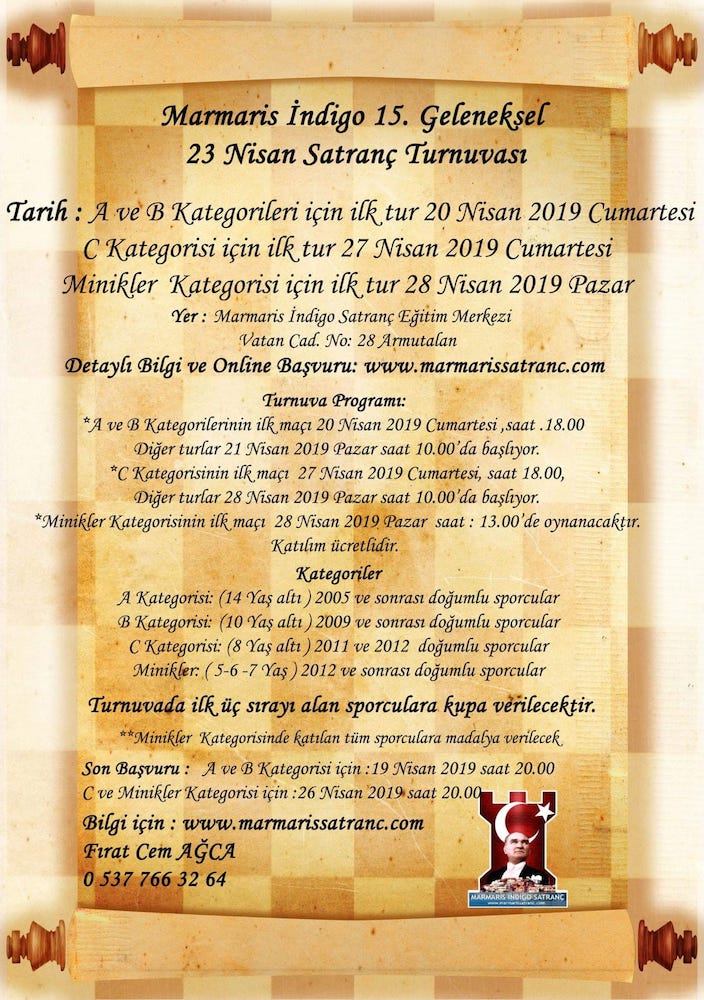 Marmaris İndigo 15. Geleneksel
23 Nisan Satranç Turnuvası
Tarih : A ve B Kategorileri için ilk tur 20 Nisan 2019 Cumartesi
C Kategorisi için ilk tur 27 Nisan 2019 Cumartesi
Minikler Kategorisi için ilk tur 28 Nisan 2019 Pazar
Yer : Marmaris İndigo Satranç Eğitim Merkezi
Vatan Cad. No: 28 Armutalan
Detaylı Bilgi ve Online Başvuru: www.marmarissatranc.com
Turnuva Programı:
*A ve B Kategorilerinin ilk maçı 20 Nisan 2019 Cumartesi ,saat .18.00
Diğer turlar 21 Nisan 2019 Pazar saat 10.00’da başlıyor.
*C Kategorisinin ilk maçı 27 Nisan 2019 Cumartesi, saat 18.00,
Diğer turlar 28 Nisan 2019 Pazar saat 10.00’da başlıyor.
*Minikler Kategorisinin ilk maçı 28 Nisan 2019 Pazar saat : 13.00’de oynanacaktır.
Katılım ücretlidir.
Kategoriler
A Kategorisi: (14 Yaş altı ) 2005 ve sonrası doğumlu sporcular
B Kategorisi: (10 Yaş altı ) 2009 ve sonrası doğumlu sporcular
C Kategorisi: (8 Yaş altı ) 2011 ve 2012 doğumlu sporcular
Minikler: ( 5-6 -7 Yaş ) 2012 ve sonrası doğumlu sporcular
Turnuvada ilk üç sırayı alan sporculara kupa verilecektir.
**Minikler Kategorisinde katılan tüm sporculara madalya verilecek
Son Başvuru : A ve B Kategorisi için :19 Nisan 2019 saat 20.00
C ve Minikler Kategorisi için :26 Nisan 2019 saat 20.00
Bilgi için : www.marmarissatranc.com
Fırat Cem AĞCA
0 537 766 32 64
MARMARIS INDIGO SATRANÇ
www.marmarissatranc.com